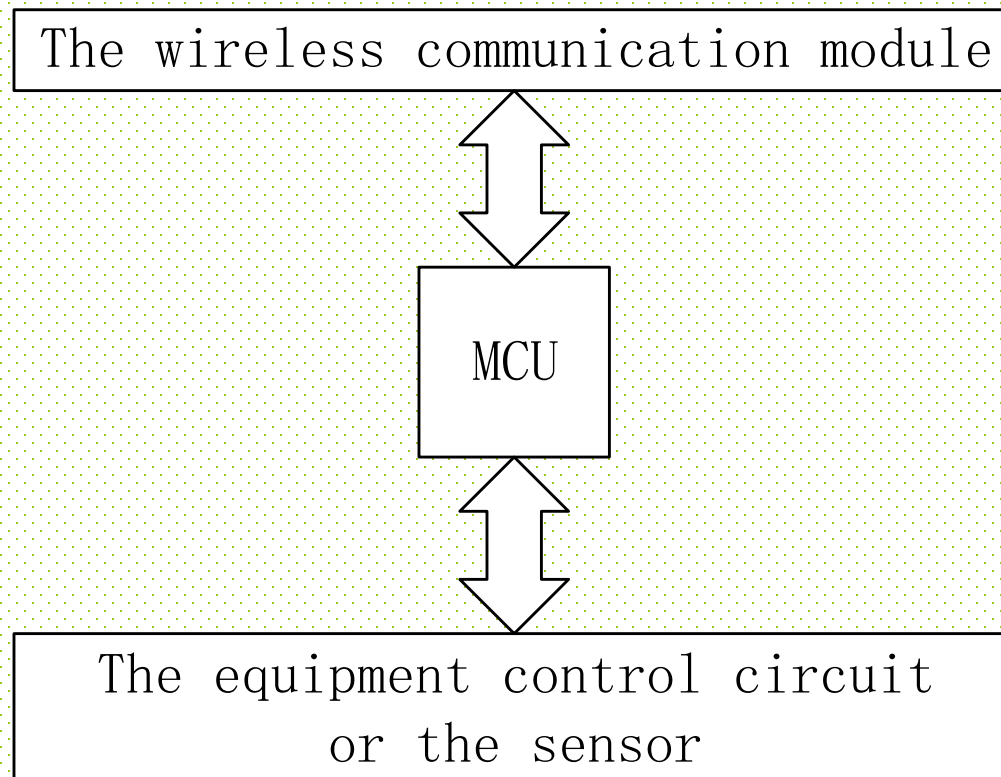 The wireless communication module
MCU
The equipment control circuit
or the sensor